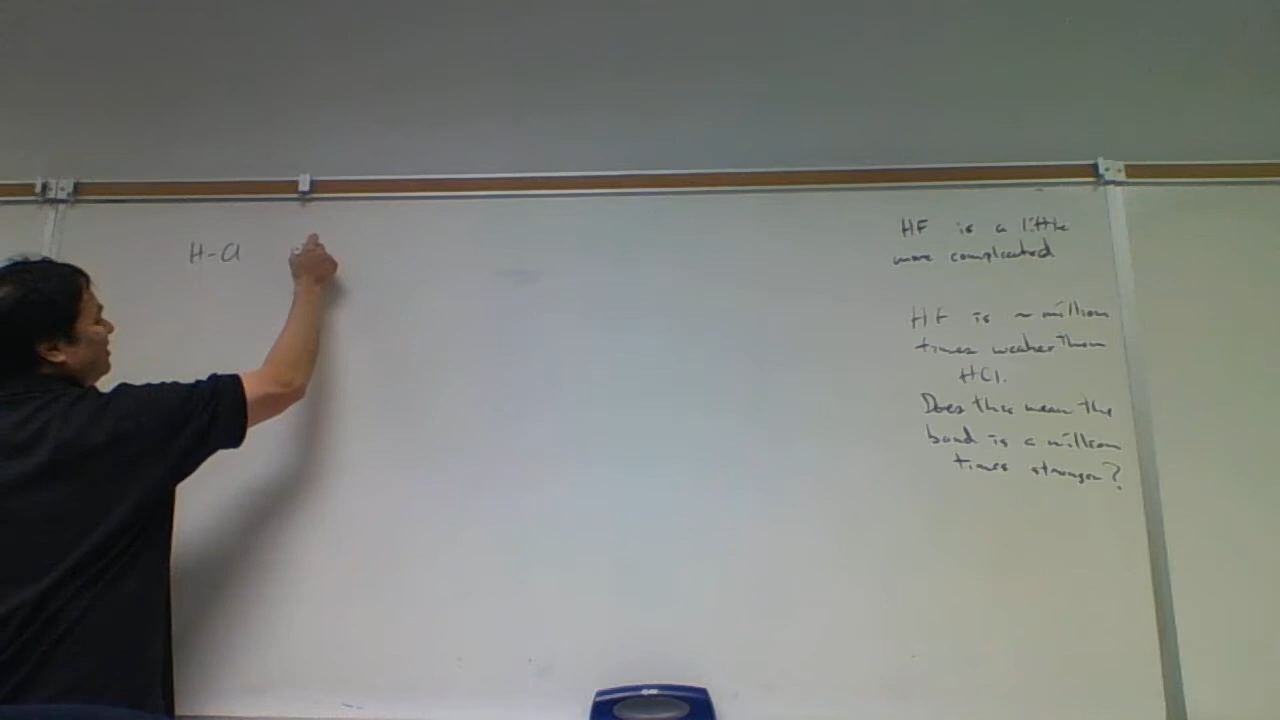 H-Cl
HF is a little
more complicated
HF is ~ million
times weaker than
HCl.
Does this mean the
bond is a million
times stronger?